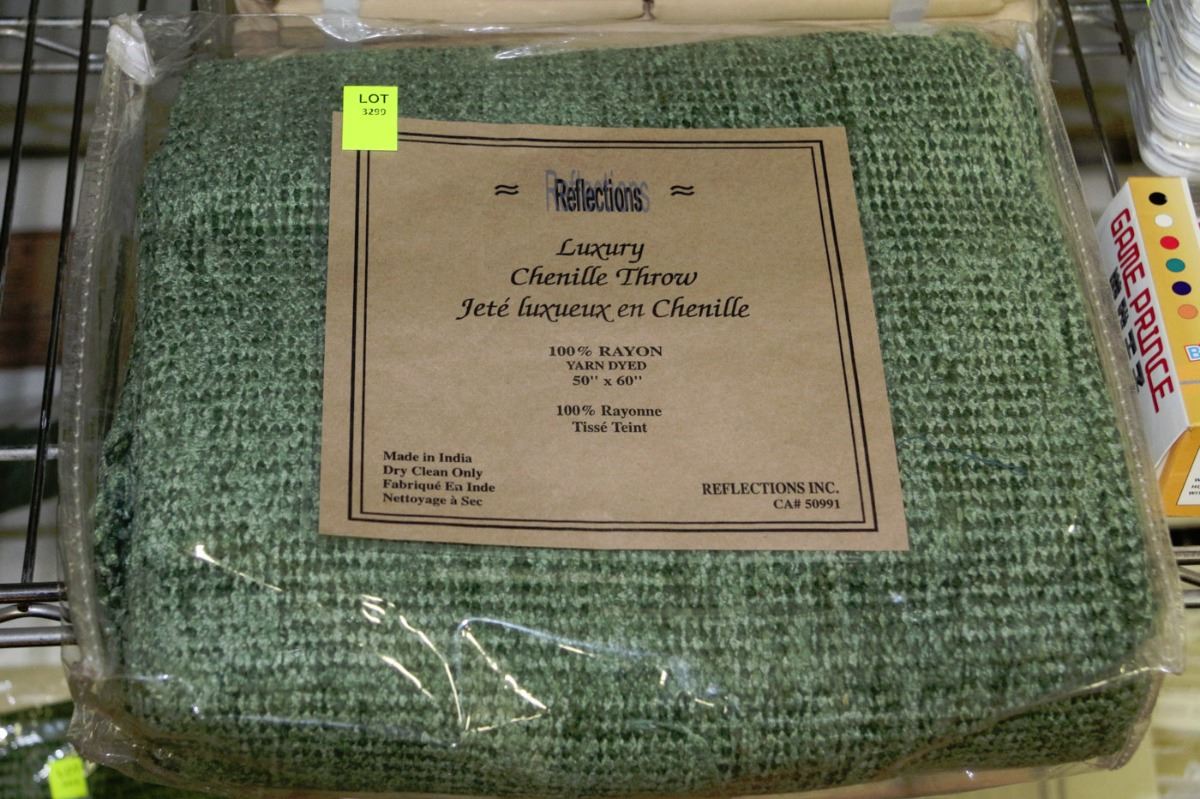 LOT
3299
≈ Reflections ≈
Luxury
Chenille Throw
Jeté luxueux en Chenille
100% RAYON
YARN DYED
50" x 60"
100% Rayonne
Tissé Teint
Made in India
Dry Clean Only
Fabriqué En Inde
Nettoyage à Sec
REFLECTIONS INC.
CA# 50991
GAME PRINCE
LOT